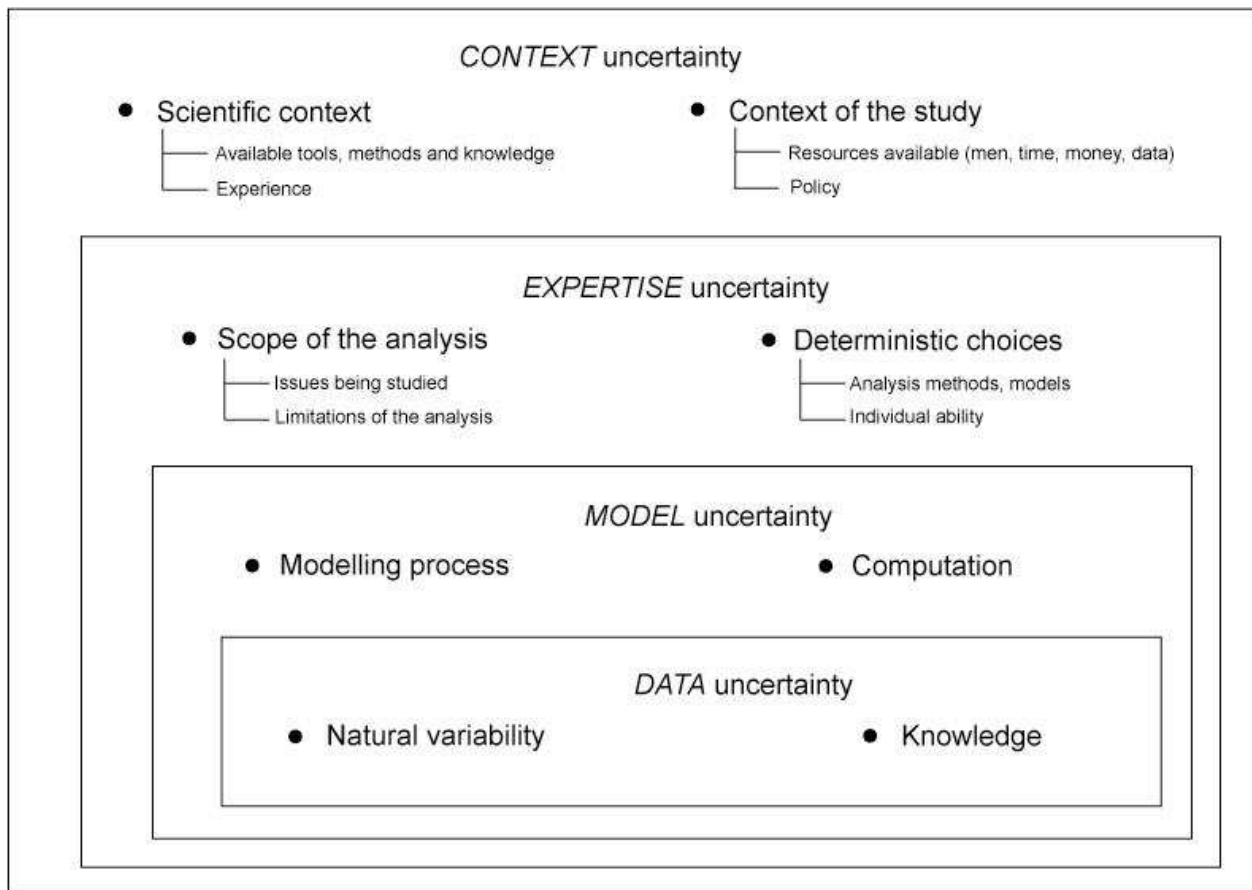 CONTEXT uncertainty
Scientific context
Available tools, methods and knowledge
Experience
Context of the study
Resources available (men, time, money, data)
Policy
EXPERTISE uncertainty
Scope of the analysis
Issues being studied
Limitations of the analysis
Deterministic choices
Analysis methods, models
Individual ability
MODEL uncertainty
Modelling process
Computation
DATA uncertainty
Natural variability
Knowledge